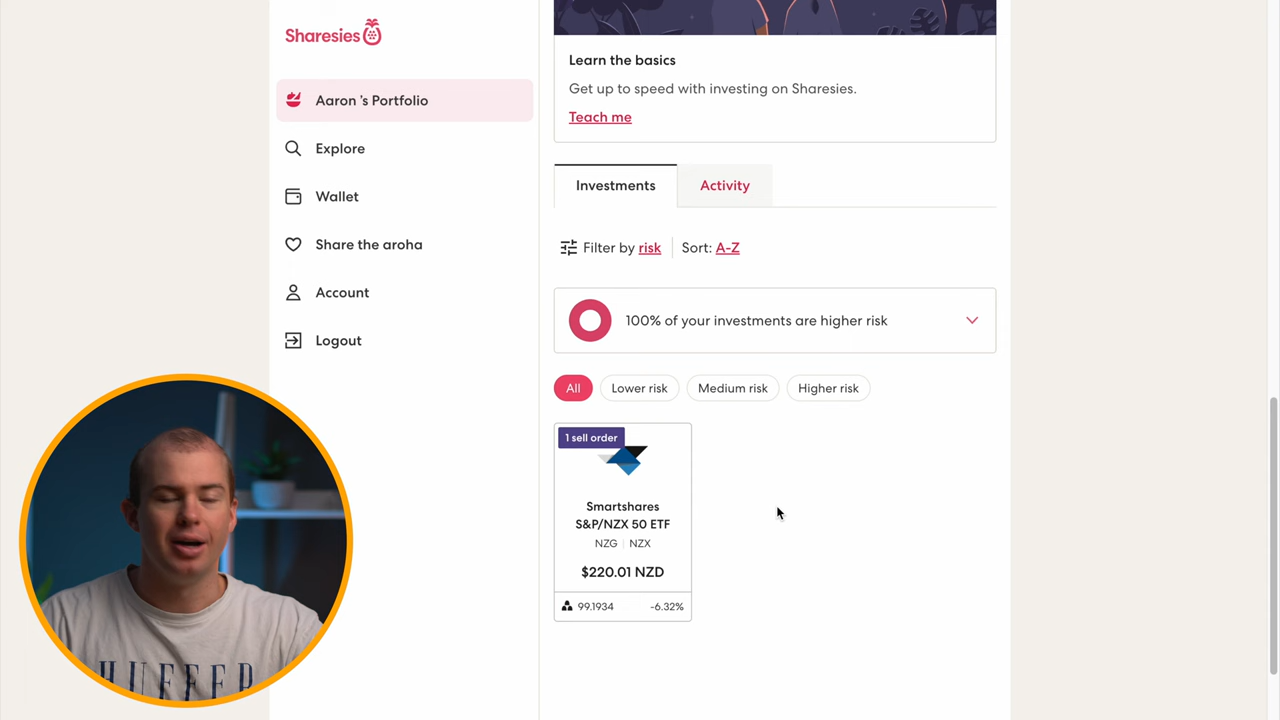 Sharesies
Aaron 's Portfolio
Explore
Wallet
Share the aroha
Account
Logout
Learn the basics
Get up to speed with investing on Sharesies.
Teach me
Investments
Activity
Filter by risk
Sort: A-Z
100% of your investments are higher risk
All
Lower risk
Medium risk
Higher risk
1 sell order
Smartshares
S&P/NZX 50 ETF
NZG | NZX
$220.01 NZD
99.1934
-6.32%
HUFFER